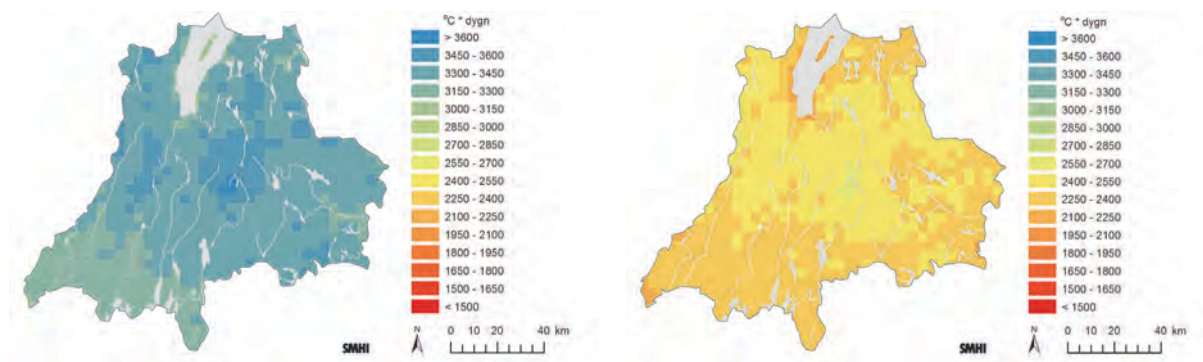 °C * dygn
> 3600
3450 - 3600
3300 - 3450
3150 - 3300
3000 - 3150
2850 - 3000
2700 - 2850
2550 - 2700
2400 - 2550
2250 - 2400
2100 - 2250
1950 - 2100
1800 - 1950
1650 - 1800
1500 - 1650
< 1500
N
0 10 20 40 km
SMHI
°C * dygn
> 3600
3450 - 3600
3300 - 3450
3150 - 3300
3000 - 3150
2850 - 3000
2700 - 2850
2550 - 2700
2400 - 2550
2250 - 2400
2100 - 2250
1950 - 2100
1800 - 1950
1650 - 1800
1500 - 1650
< 1500
N
0 10 20 40 km
SMHI